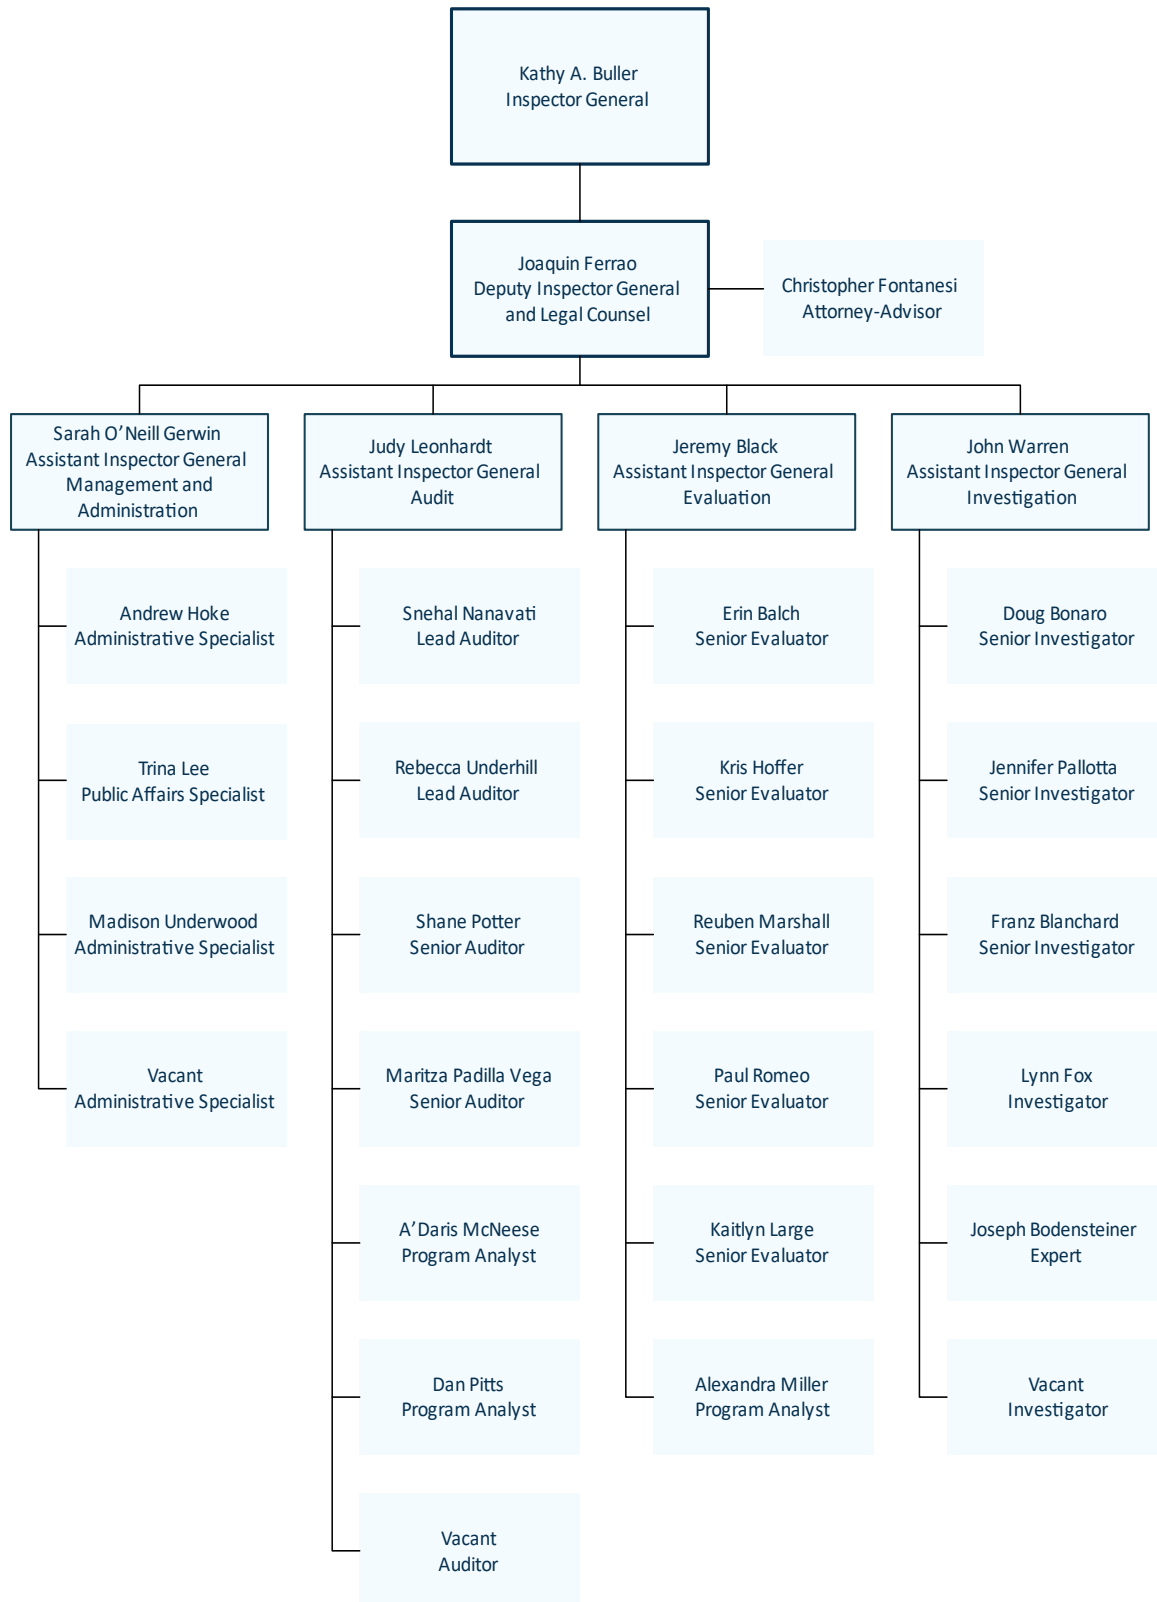 Kathy A. Buller
Inspector General
Joaquin Ferrao
Deputy Inspector General
and Legal Counsel
Christopher Fontanesi
Attorney-Advisor
Sarah O’Neill Gerwin
Assistant Inspector General
Management and
Administration
Judy Leonhardt
Assistant Inspector General
Audit
Jeremy Black
Assistant Inspector General
Evaluation
John Warren
Assistant Inspector General
Investigation
Andrew Hoke
Administrative Specialist
Trina Lee
Public Affairs Specialist
Madison Underwood
Administrative Specialist
Vacant
Administrative Specialist
Snehal Nanavati
Lead Auditor
Rebecca Underhill
Lead Auditor
Shane Potter
Senior Auditor
Maritza Padilla Vega
Senior Auditor
A’Daris McNeese
Program Analyst
Dan Pitts
Program Analyst
Vacant
Auditor
Erin Balch
Senior Evaluator
Kris Hoffer
Senior Evaluator
Reuben Marshall
Senior Evaluator
Paul Romeo
Senior Evaluator
Kaitlyn Large
Senior Evaluator
Alexandra Miller
Program Analyst
Doug Bonaro
Senior Investigator
Jennifer Pallotta
Senior Investigator
Franz Blanchard
Senior Investigator
Lynn Fox
Investigator
Joseph Bodensteiner
Expert
Vacant
Investigator